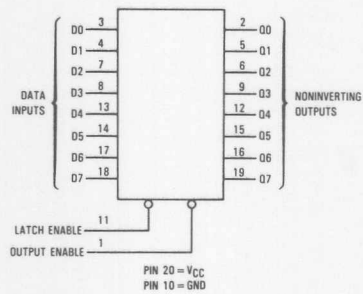 D0 3 2 Q0
D1 4 5 Q1
D2 7 6 Q2
DATA INPUTS
D3 8 9 Q3
NONINVERTING OUTPUTS
D4 13 12 Q4
D5 14 15 Q5
D6 17 16 Q6
D7 18 19 Q7
LATCH ENABLE 11
OUTPUT ENABLE 1
PIN 20 = VCC
PIN 10 = GND